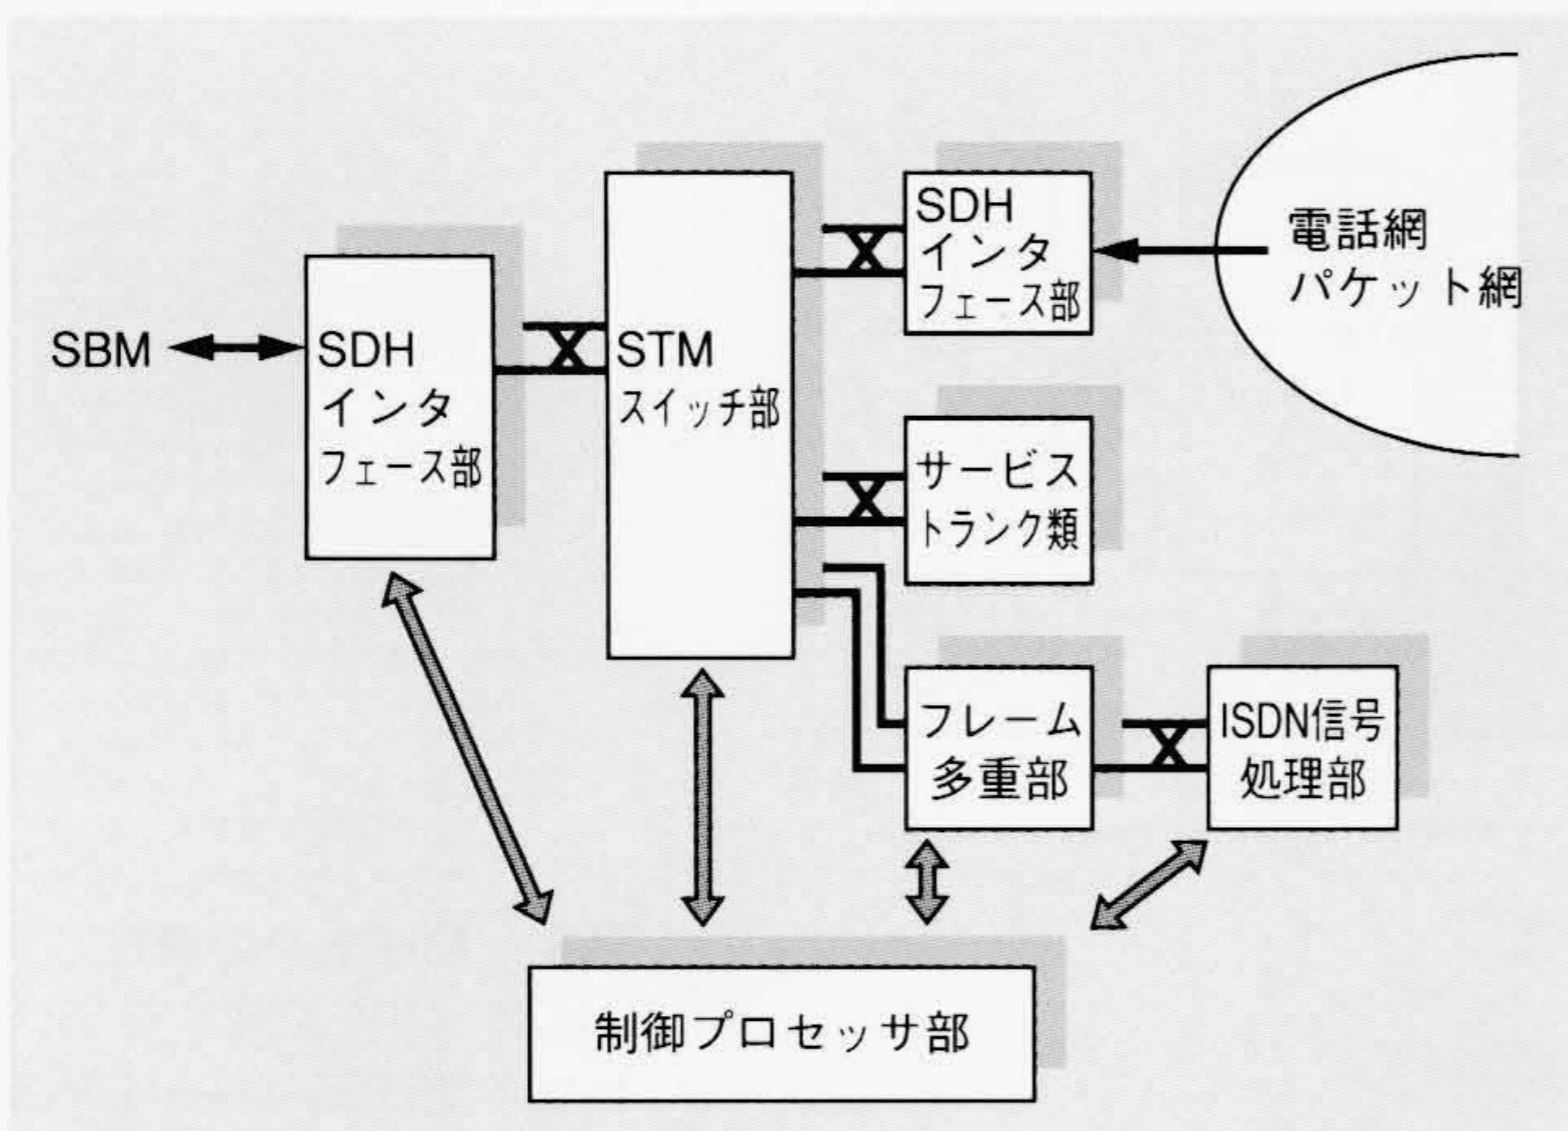 SBM
SDH
インタ
フェース部
STM
スイッチ部
SDH
インタ
フェース部
電話網
パケット網
サービス
トランク類
フレーム
多重部
ISDN信号
処理部
制御プロセッサ部